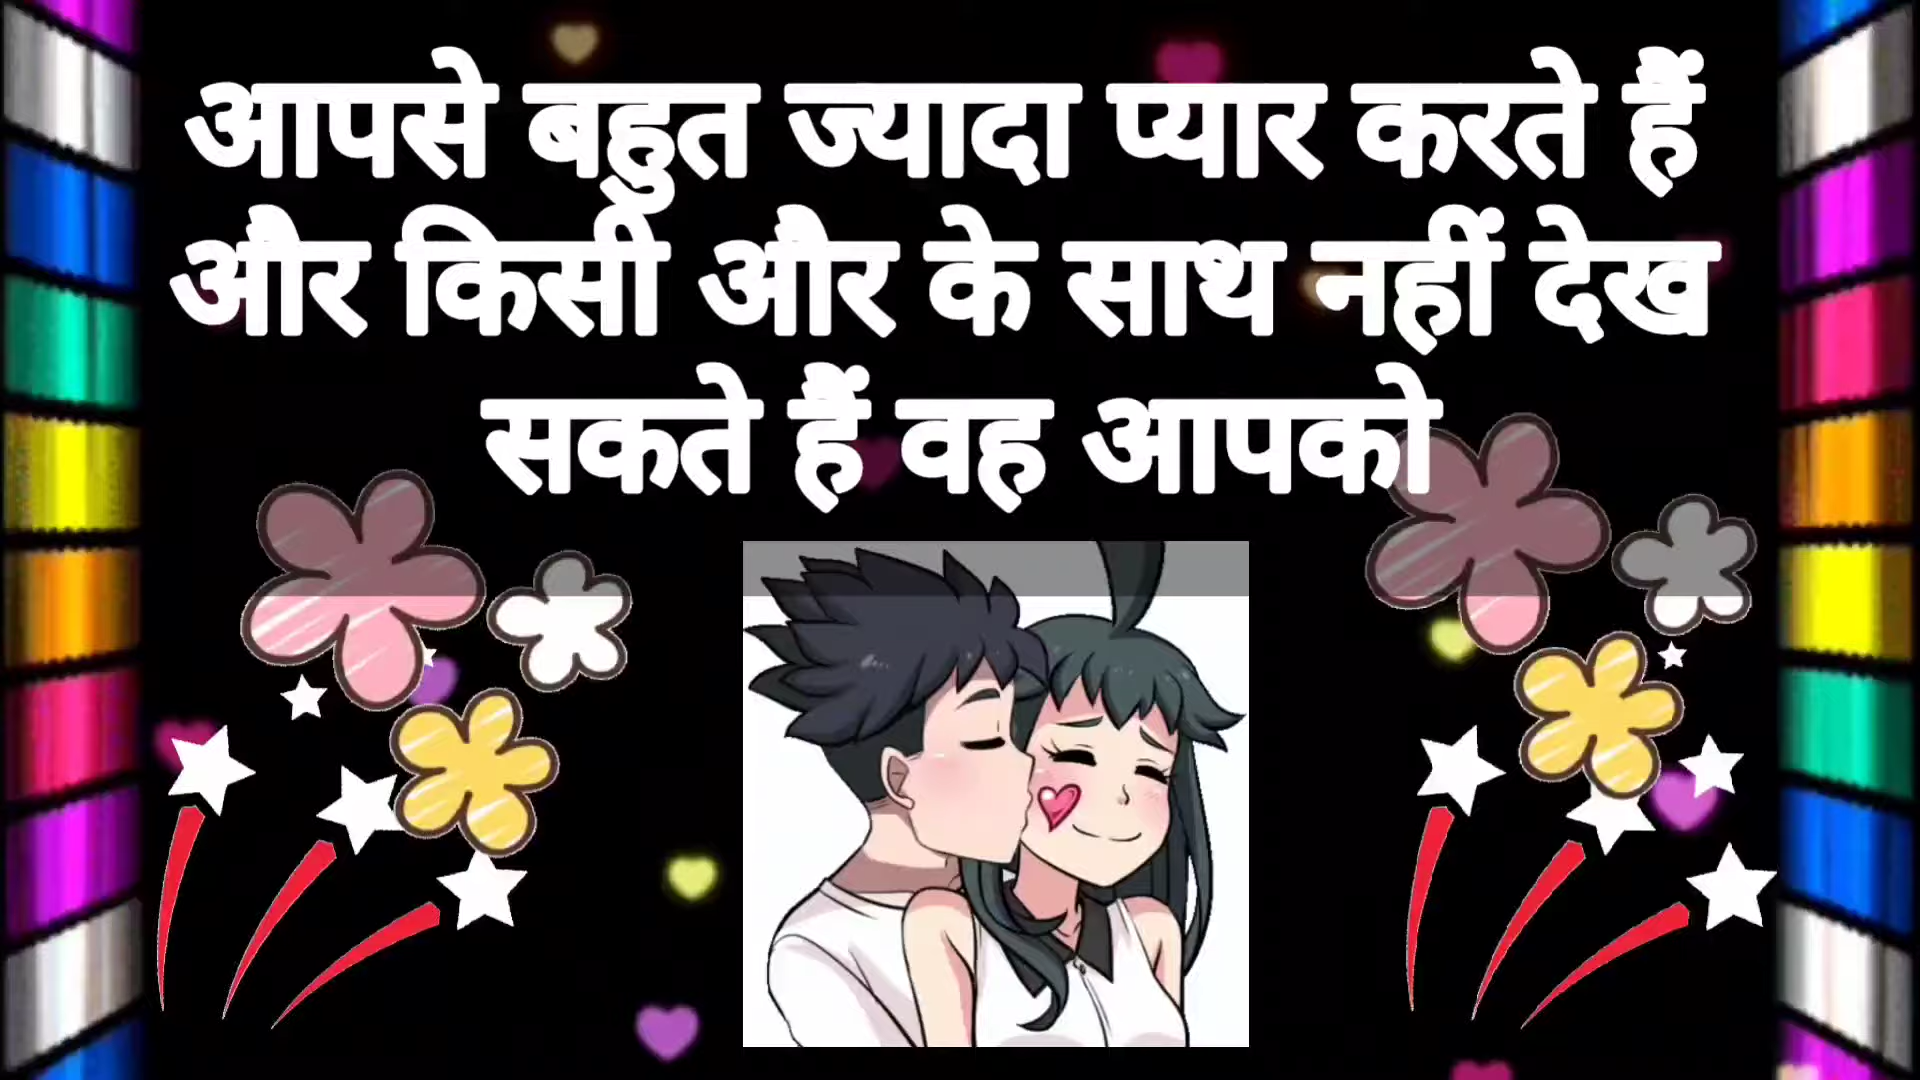 आपसे बहुत ज्यादा प्यार करते हैं
और किसी और के साथ नहीं देख
सकते हैं वह आपको